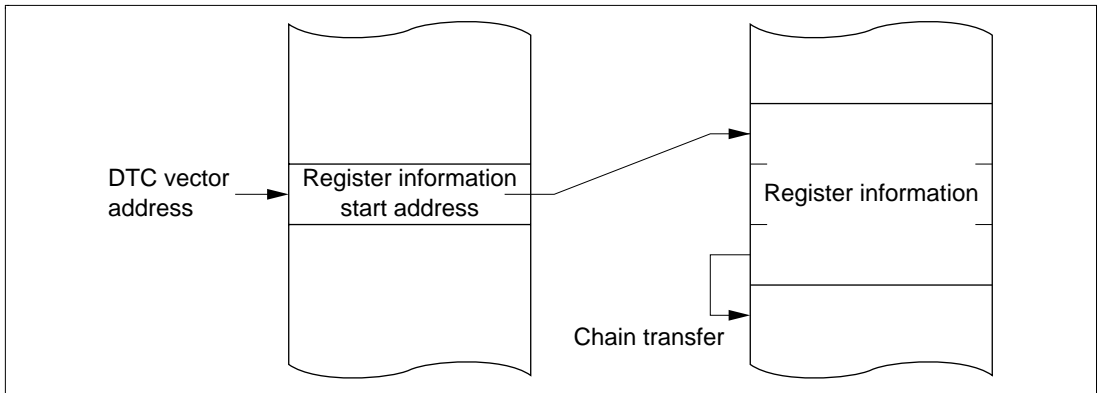 DTC vector
address
Register information
start address
Register information
Chain transfer